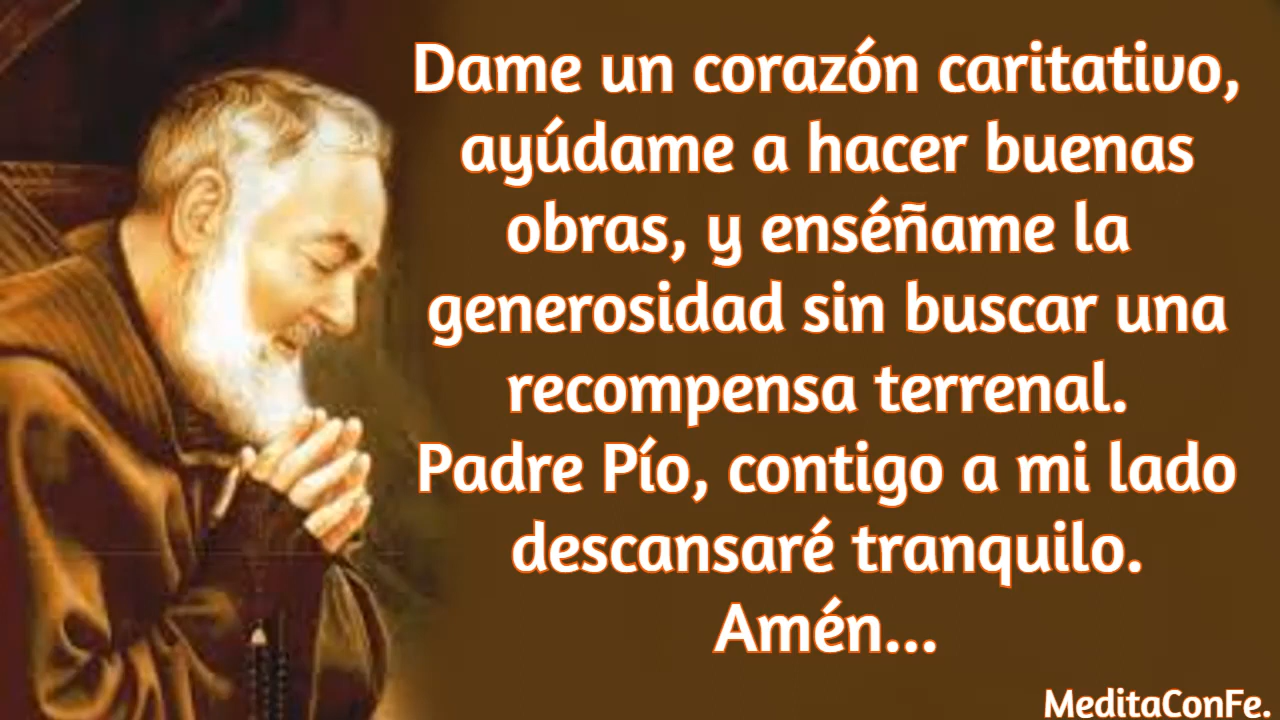 Dame un corazón caritativo,
ayúdame a hacer buenas
obras, y enséñame la
generosidad sin buscar una
recompensa terrenal.
Padre Pío, contigo a mi lado
descansaré tranquilo.
Amén...
MeditaConFe.